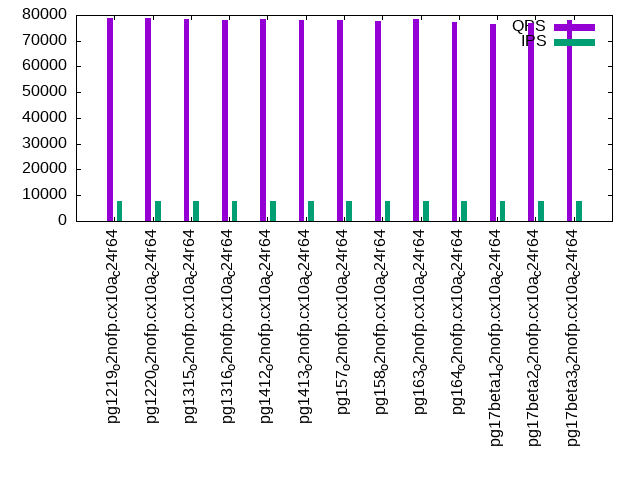 80000
70000
60000
50000
40000
30000
20000
10000
0
QPS
IPS
pg1219o2nofp.cx10ac24r64
pg1220o2nofp.cx10ac24r64
pg1315o2nofp.cx10ac24r64
pg1316o2nofp.cx10ac24r64
pg1412o2nofp.cx10ac24r64
pg1413o2nofp.cx10ac24r64
pg157o2nofp.cx10ac24r64
pg158o2nofp.cx10ac24r64
pg163o2nofp.cx10ac24r64
pg164o2nofp.cx10ac24r64
pg17beta1o2nofp.cx10ac24r64
pg17beta2o2nofp.cx10ac24r64
pg17beta3o2nofp.cx10ac24r64